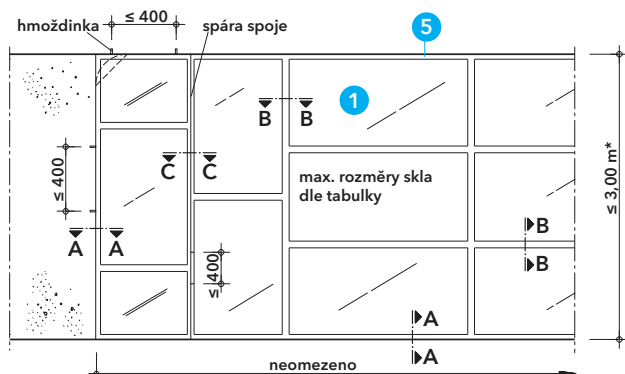 ≤ 400
hmoždinka
spára spoje
5
1
B B
C C
≤ 400
max. rozměry skla
dle tabulky
≤ 3,00 m*
A A
B
B
≤ 400
A
A
neomezeno